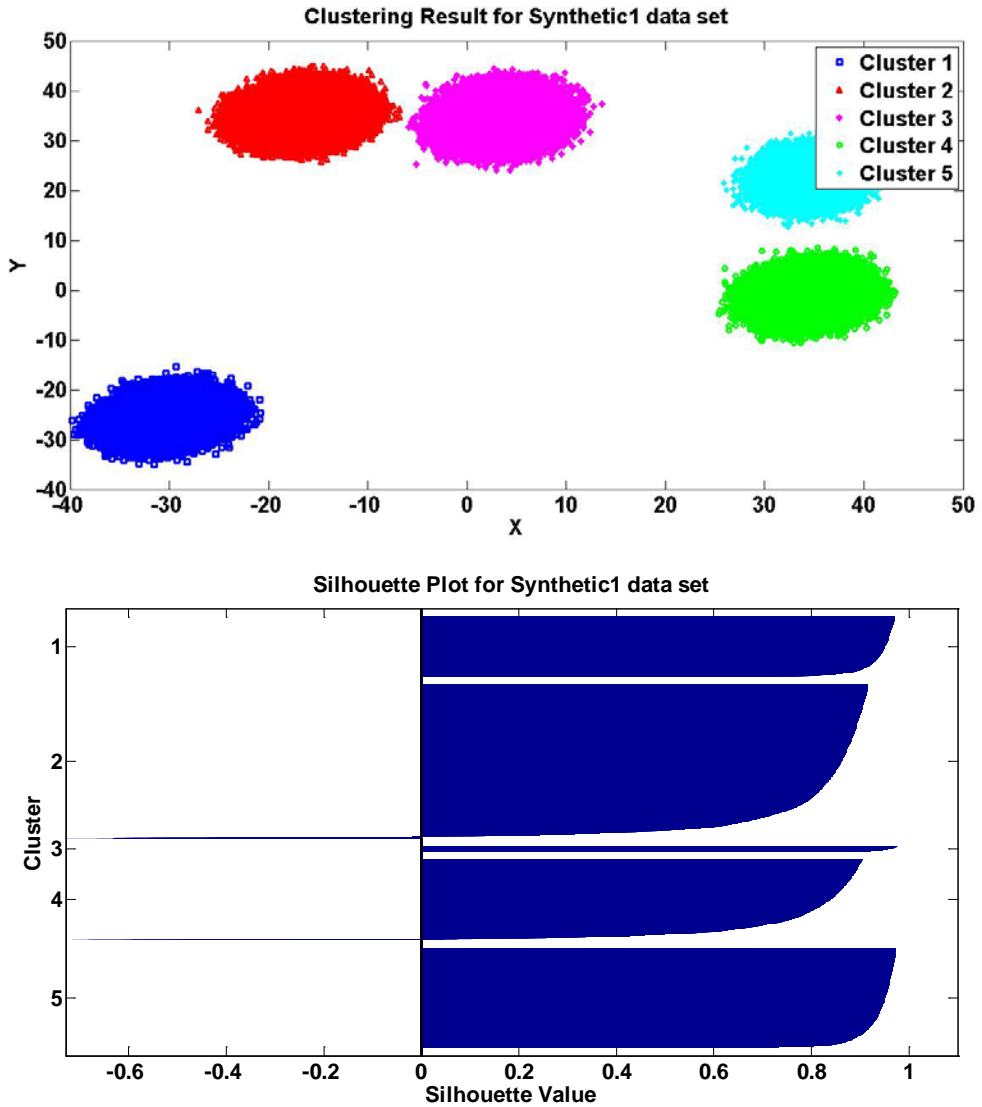 Clustering Result for Synthetic1 data set
50
40
30
20
10
0
-10
-20
-30
-40
Y
Cluster 1
Cluster 2
Cluster 3
Cluster 4
Cluster 5
-40 -30 -20 -10 0 10 20 30 40 50
X
Silhouette Plot for Synthetic1 data set
1
2
3
4
5
Cluster
-0.6 -0.4 -0.2 0 0.2 0.4 0.6 0.8 1
Silhouette Value